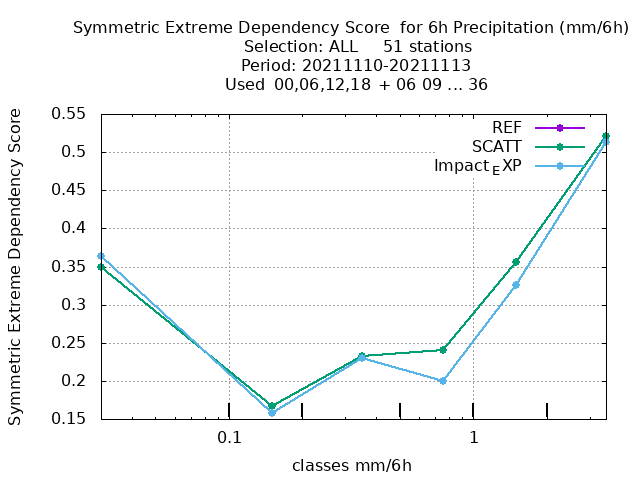 Symmetric Extreme Dependency Score  for 6h Precipitation (mm/6h)
Selection: ALL     51 stations
Period: 20211110-20211113
Used  00,06,12,18  + 06 09 ... 36
Symmetric Extreme Dependency Score
0.55
0.5
0.45
0.4
0.35
0.3
0.25
0.2
0.15
REF
SCATT
Impact_EXP
0.1
1
classes mm/6h